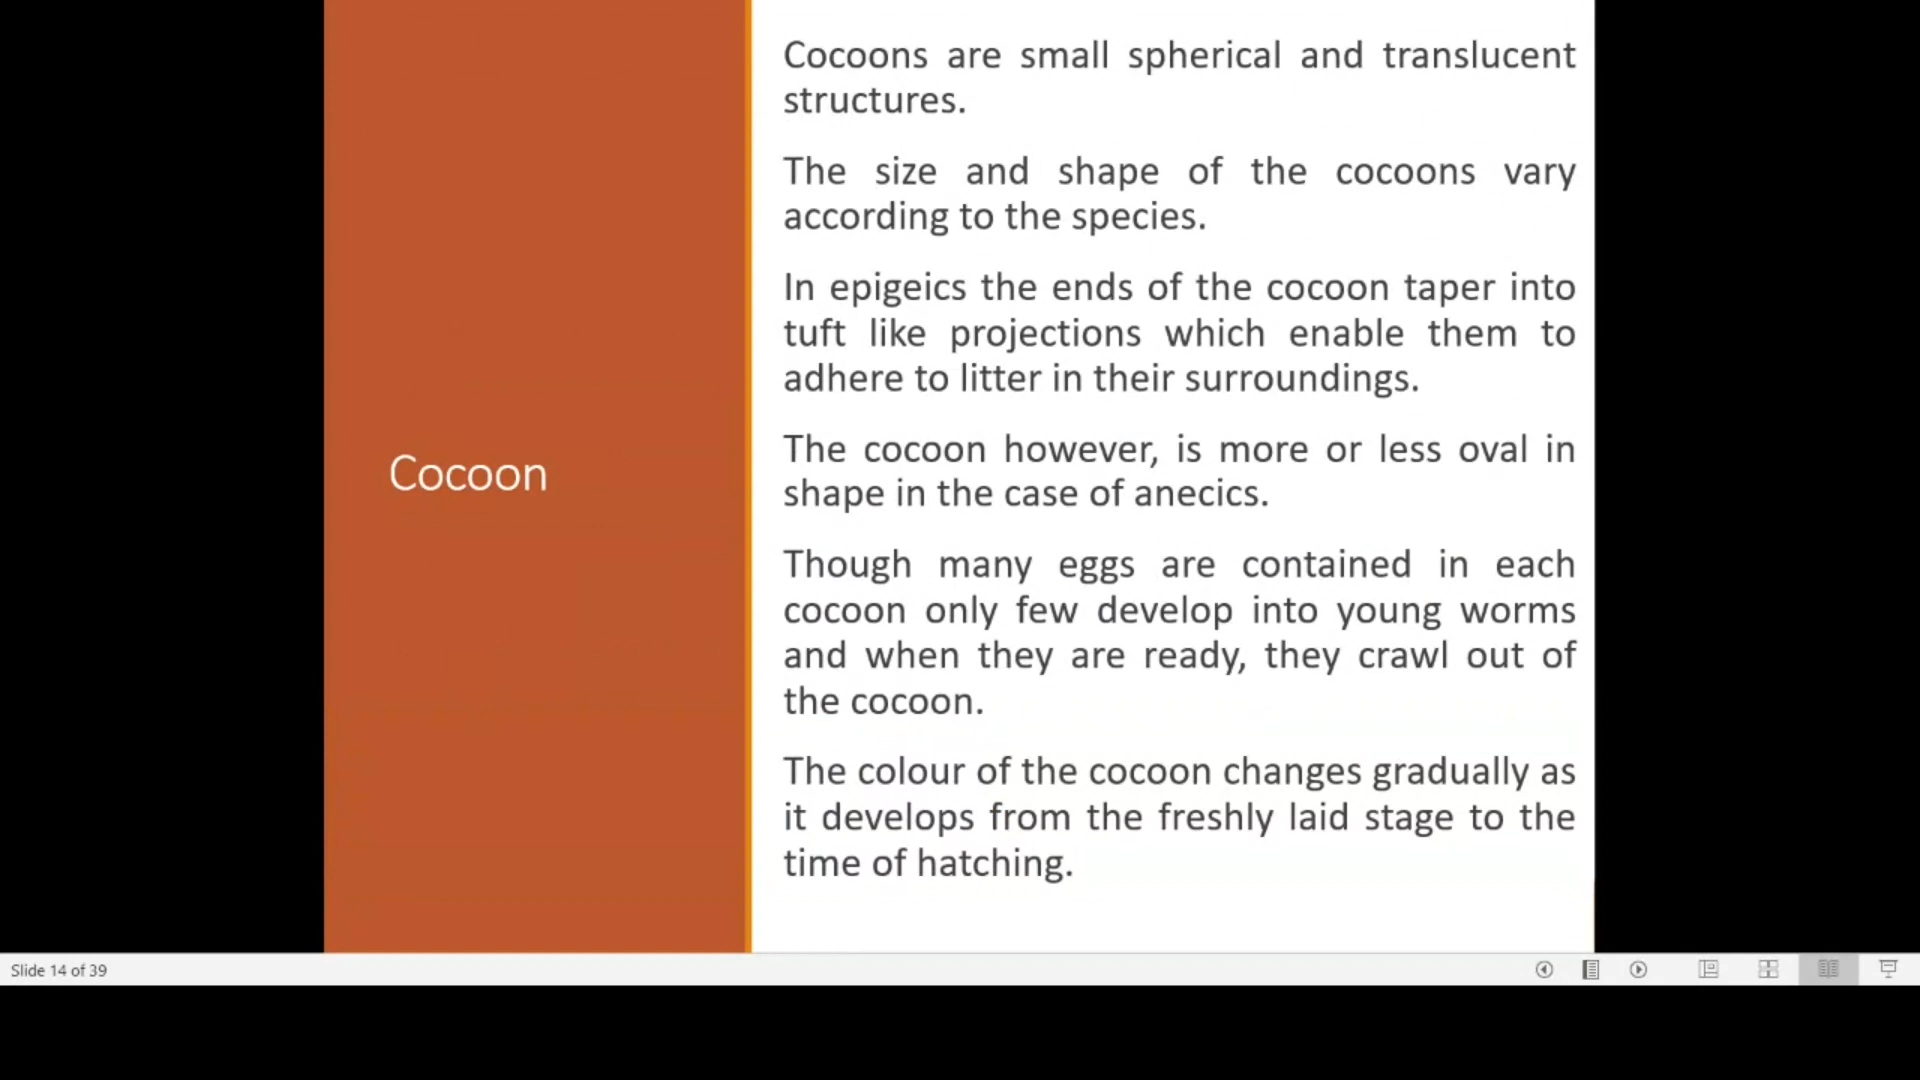 Cocoon
Cocoons are small spherical and translucent
structures.
The size and shape of the cocoons vary
according to the species.
In epigeics the ends of the cocoon taper into
tuft like projections which enable them to
adhere to litter in their surroundings.
The cocoon however, is more or less oval in
shape in the case of anecics.
Though many eggs are contained in each
cocoon only few develop into young worms
and when they are ready, they crawl out of
the cocoon.
The colour of the cocoon changes gradually as
it develops from the freshly laid stage to the
time of hatching.
Slide 14 of 39